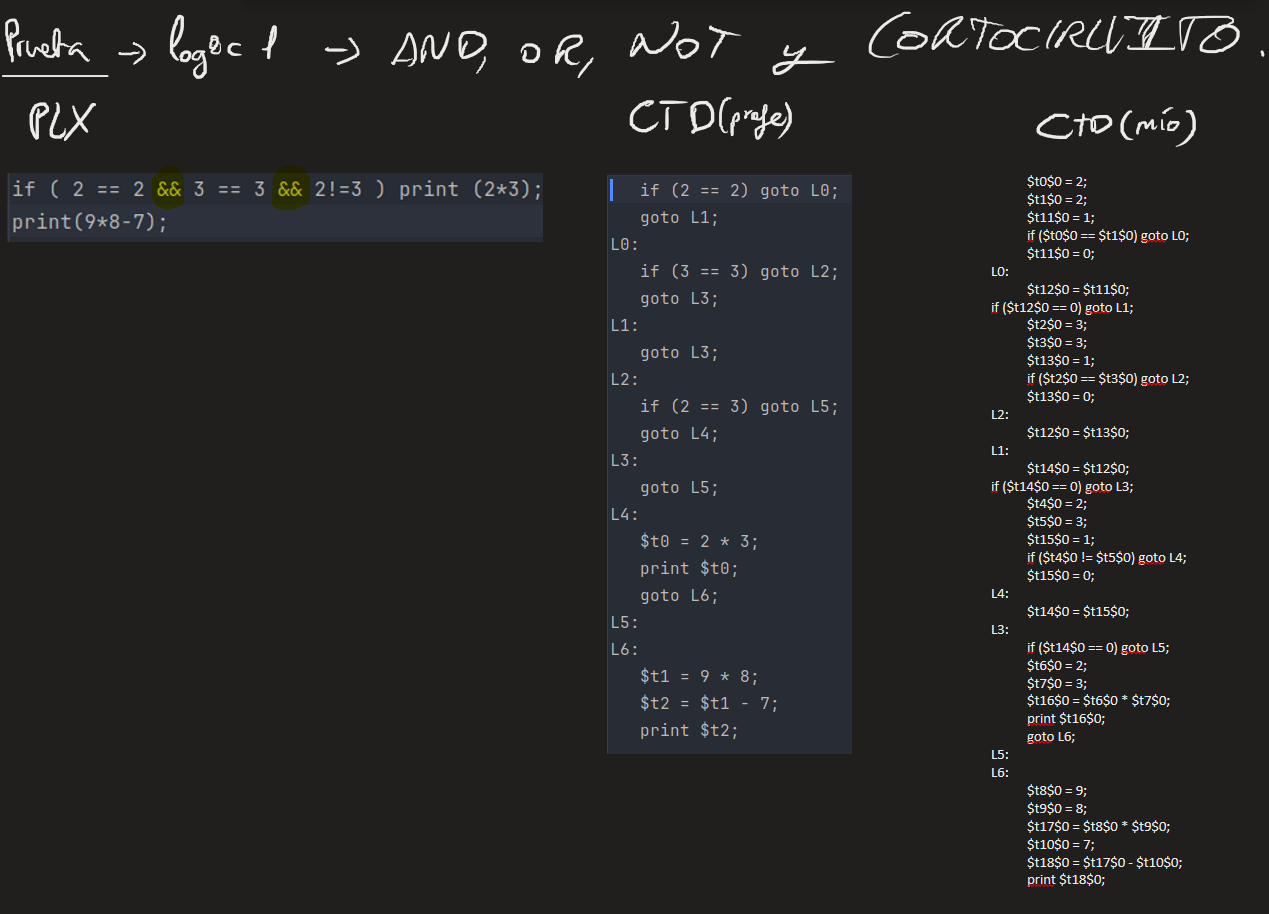 Prueba → logic 1 → AND, OR, NOT y CORTOCIRCUITO.
PLX
if ( 2 == 2 && 3 == 3 && 2!=3 ) print (2*3);
print(9*8-7);
CTD(profe)
if (2 == 2) goto L0;
goto L1;
L0:
if (3 == 3) goto L2;
goto L3;
L1:
goto L3;
L2:
if (2 == 3) goto L5;
goto L4;
L3:
goto L5;
L4:
$t0 = 2 * 3;
print $t0;
goto L6;
L5:
L6:
$t1 = 9 * 8;
$t2 = $t1 - 7;
print $t2;
CTD(mío)
$t0$0 = 2;
$t1$0 = 2;
$t11$0 = 1;
if ($t0$0 == $t1$0) goto L0;
$t11$0 = 0;
L0:
$t12$0 = $t11$0;
if ($t12$0 == 0) goto L1;
$t2$0 = 3;
$t3$0 = 3;
$t13$0 = 1;
if ($t2$0 == $t3$0) goto L2;
$t13$0 = 0;
L2:
$t12$0 = $t13$0;
L1:
$t14$0 = $t12$0;
if ($t14$0 == 0) goto L3;
$t4$0 = 2;
$t5$0 = 3;
$t15$0 = 1;
if ($t4$0 != $t5$0) goto L4;
$t15$0 = 0;
L4:
$t14$0 = $t15$0;
L3:
if ($t14$0 == 0) goto L5;
$t6$0 = 2;
$t7$0 = 3;
$t16$0 = $t6$0 * $t7$0;
print $t16$0;
goto L6;
L5:
L6:
$t8$0 = 9;
$t9$0 = 8;
$t17$0 = $t8$0 * $t9$0;
$t10$0 = 7;
$t18$0 = $t17$0 - $t10$0;
print $t18$0;